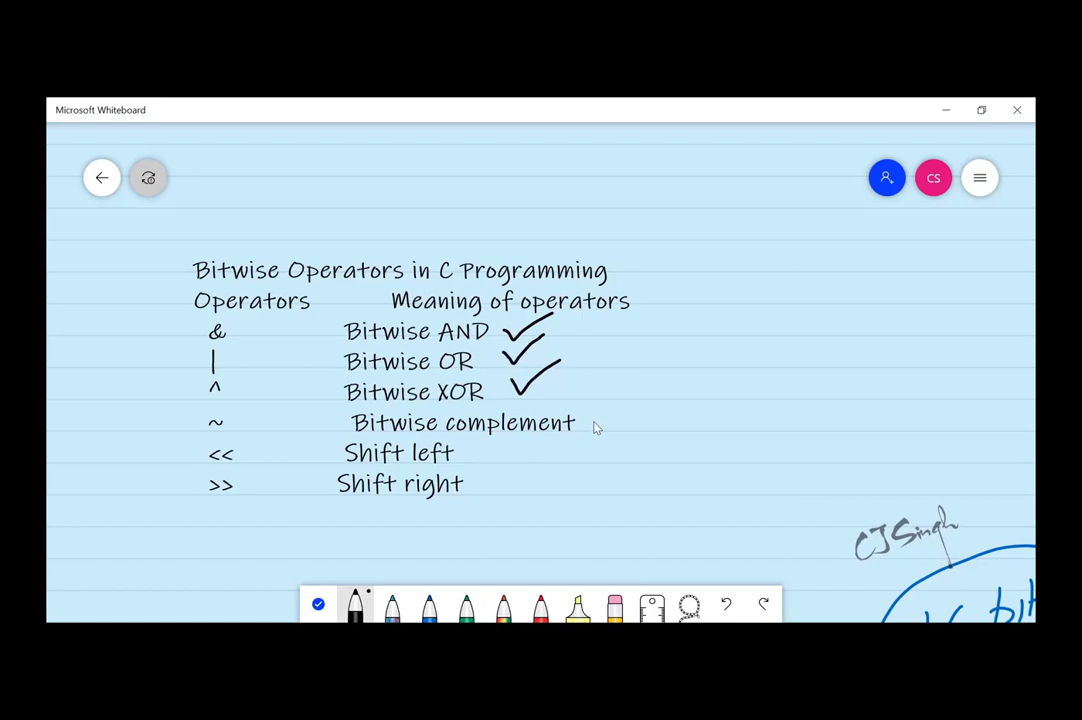 Microsoft Whiteboard
CS
Bitwise Operators in C Programming
Operators Meaning of operators
& Bitwise AND
| Bitwise OR
^ Bitwise XOR
~ Bitwise complement
<< Shift left
>> Shift right
CJSingh